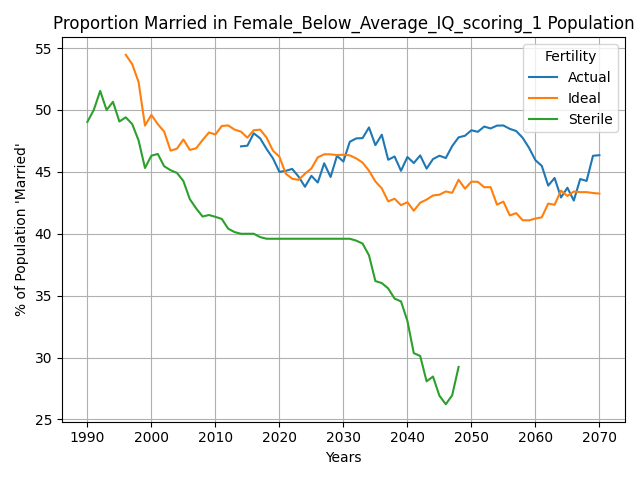 Proportion Married in Female_Below_Average_IQ_scoring_1 Population
% of Population 'Married'
55
50
45
40
35
30
25
Fertility
Actual
Ideal
Sterile
1990 2000 2010 2020 2030 2040 2050 2060 2070
Years